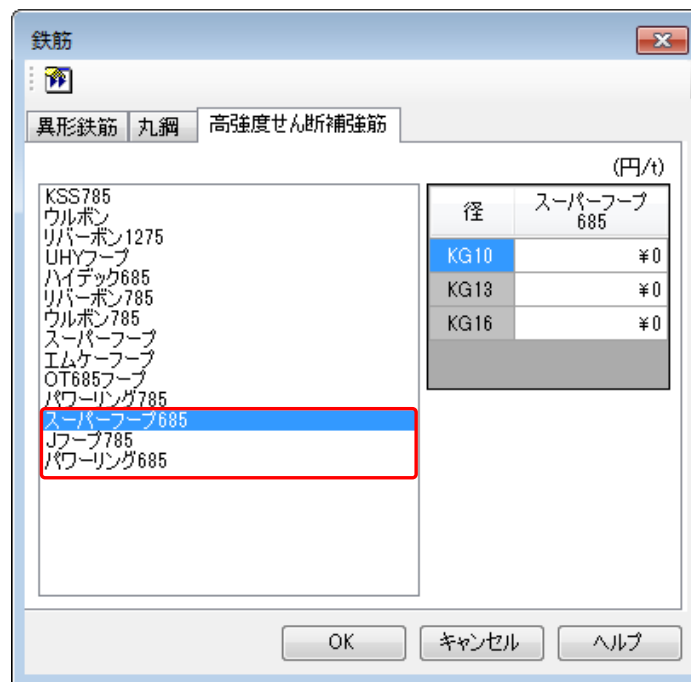 鉄筋
異形鉄筋 丸鋼 高強度せん断補強筋
(円/t)
KSS785
ウルボン
リバーボン1275
UHYフープ
ハイデック685
リバーボン785
ウルボン785
スーパーフープ
エムケーフープ
OT685フープ
パワーリング785
スーパーフープ685
Jフープ785
パワーリング685
径 スーパーフープ
685
KG10 ¥0
KG13 ¥0
KG16 ¥0
OK キャンセル ヘルプ